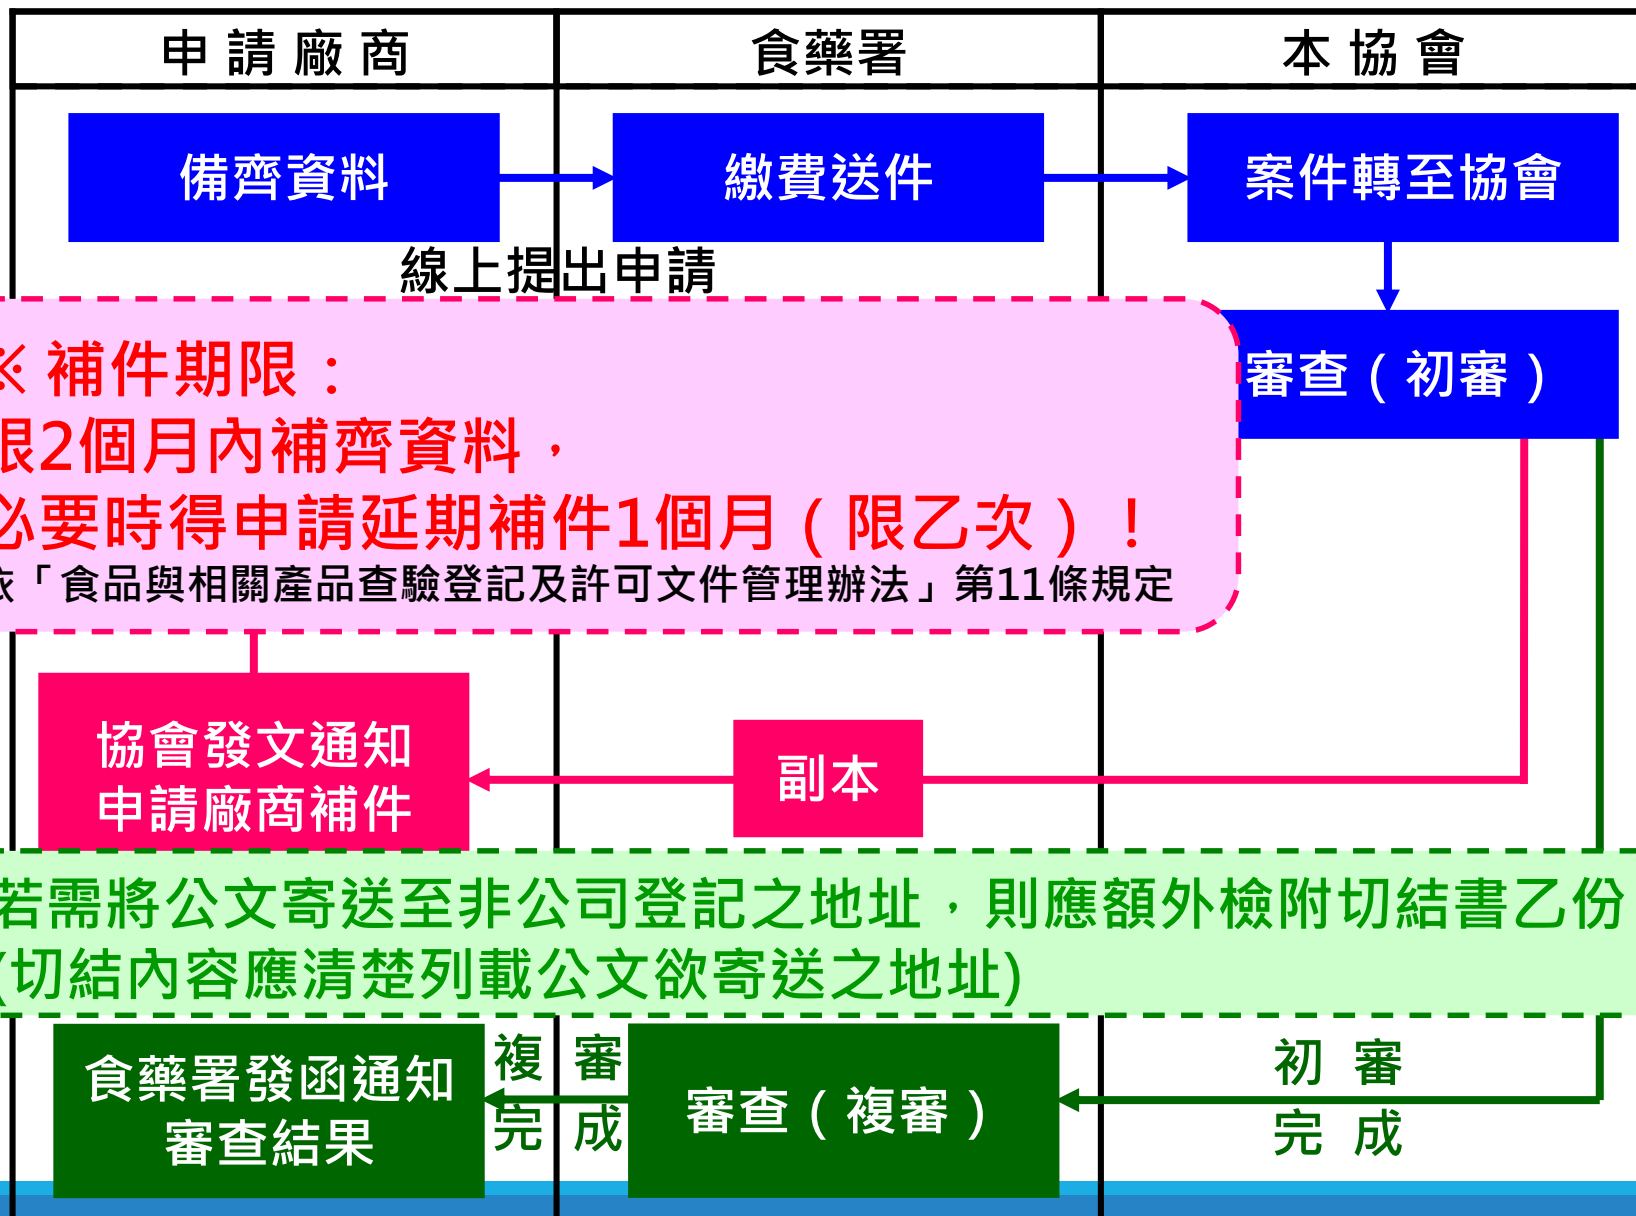 申請廠商
食藥署
本協會
備齊資料
繳費送件
案件轉至協會
線上提出申請
審查(初審)
※補件期限：
限2個月內補齊資料，
必要時得申請延期補件1個月(限乙次)！
依「食品與相關產品查驗登記及許可文件管理辦法」第11條規定
協會發文通知
申請廠商補件
副本
若需將公文寄送至非公司登記之地址，則應額外檢附切結書乙份
(切結內容應清楚列載公文欲寄送之地址)
食藥署發函通知
審查結果
複審
完成
審查(複審)
初審
完成